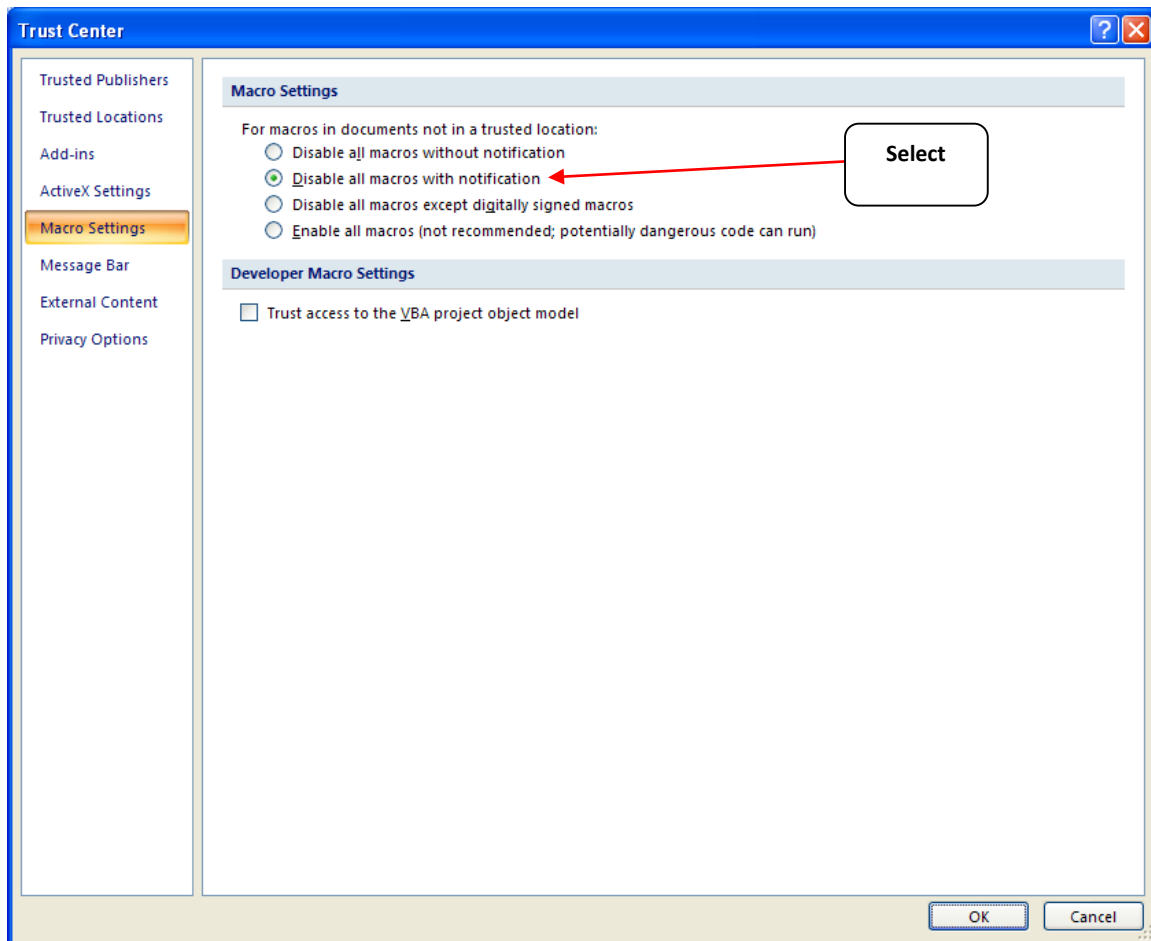 Trust Center
Trusted Publishers
Trusted Locations
Add-ins
ActiveX Settings
Macro Settings
Message Bar
External Content
Privacy Options
Macro Settings
For macros in documents not in a trusted location:
Disable all macros without notification
Disable all macros with notification
Disable all macros except digitally signed macros
Enable all macros (not recommended; potentially dangerous code can run)
Select
Developer Macro Settings
Trust access to the VBA project object model
OK
Cancel